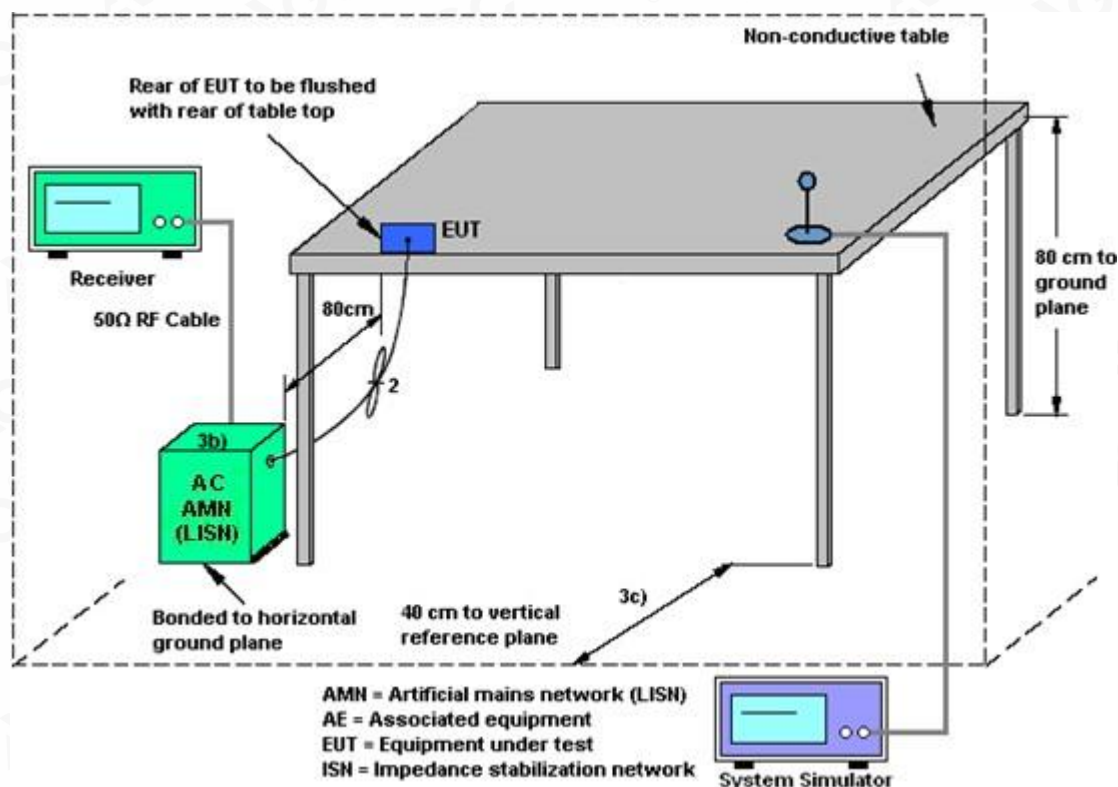 Non-conductive table
Rear of EUT to be flushed
with rear of table top
EUT
Receiver
80 cm to
ground
plane
80cm
50Ω RF Cable
2
3b)
AC
AMN
(LISN)
3c)
Bonded to horizontal
ground plane
40 cm to vertical
reference plane
AMN = Artificial mains network (LISN)
AE = Associated equipment
EUT = Equipment under test
ISN = Impedance stabilization network
System Simulator